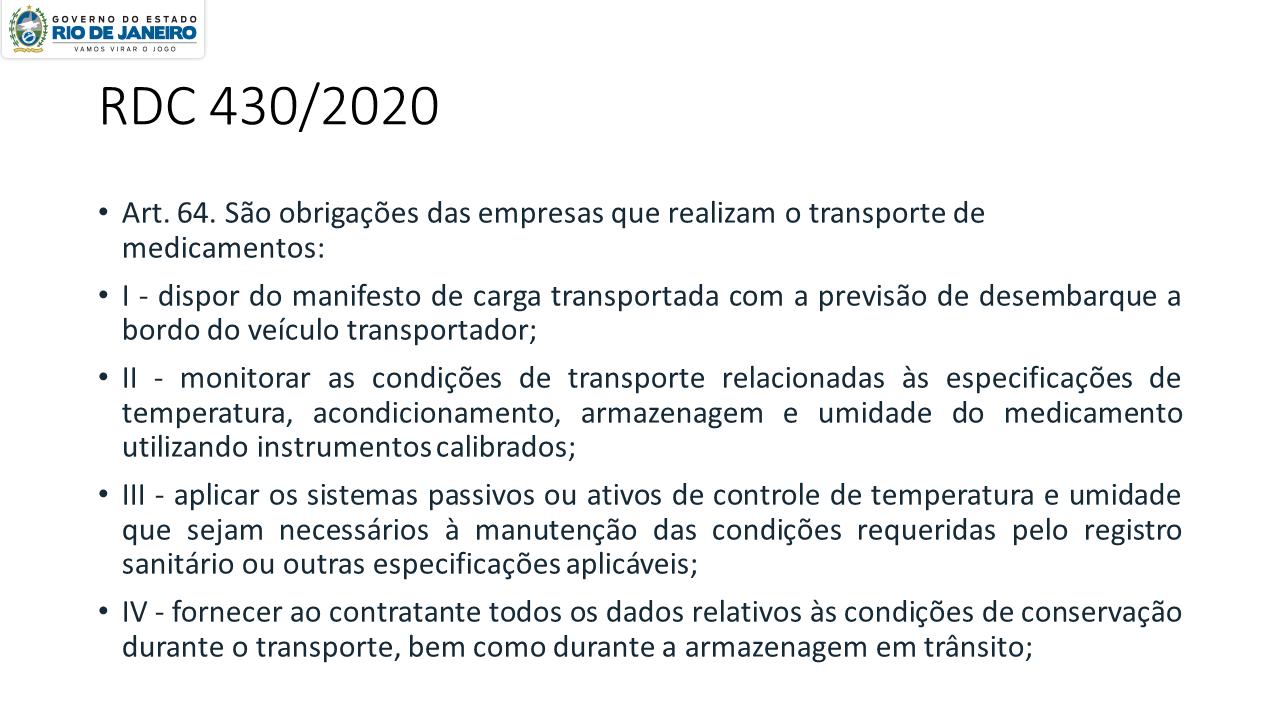 GOVERNO DO ESTADO
RIO DE JANEIRO
VAMOS VIRAR O JOGO
RDC 430/2020
• Art. 64. São obrigações das empresas que realizam o transporte de
medicamentos:
• I - dispor do manifesto de carga transportada com a previsão de desembarque a
bordo do veículo transportador;
• II - monitorar as condições de transporte relacionadas às especificações de
temperatura, acondicionamento, armazenagem e umidade do medicamento
utilizando instrumentos calibrados;
• III - aplicar os sistemas passivos ou ativos de controle de temperatura e umidade
que sejam necessários à manutenção das condições requeridas pelo registro
sanitário ou outras especificações aplicáveis;
• IV - fornecer ao contratante todos os dados relativos às condições de conservação
durante o transporte, bem como durante a armazenagem em trânsito;